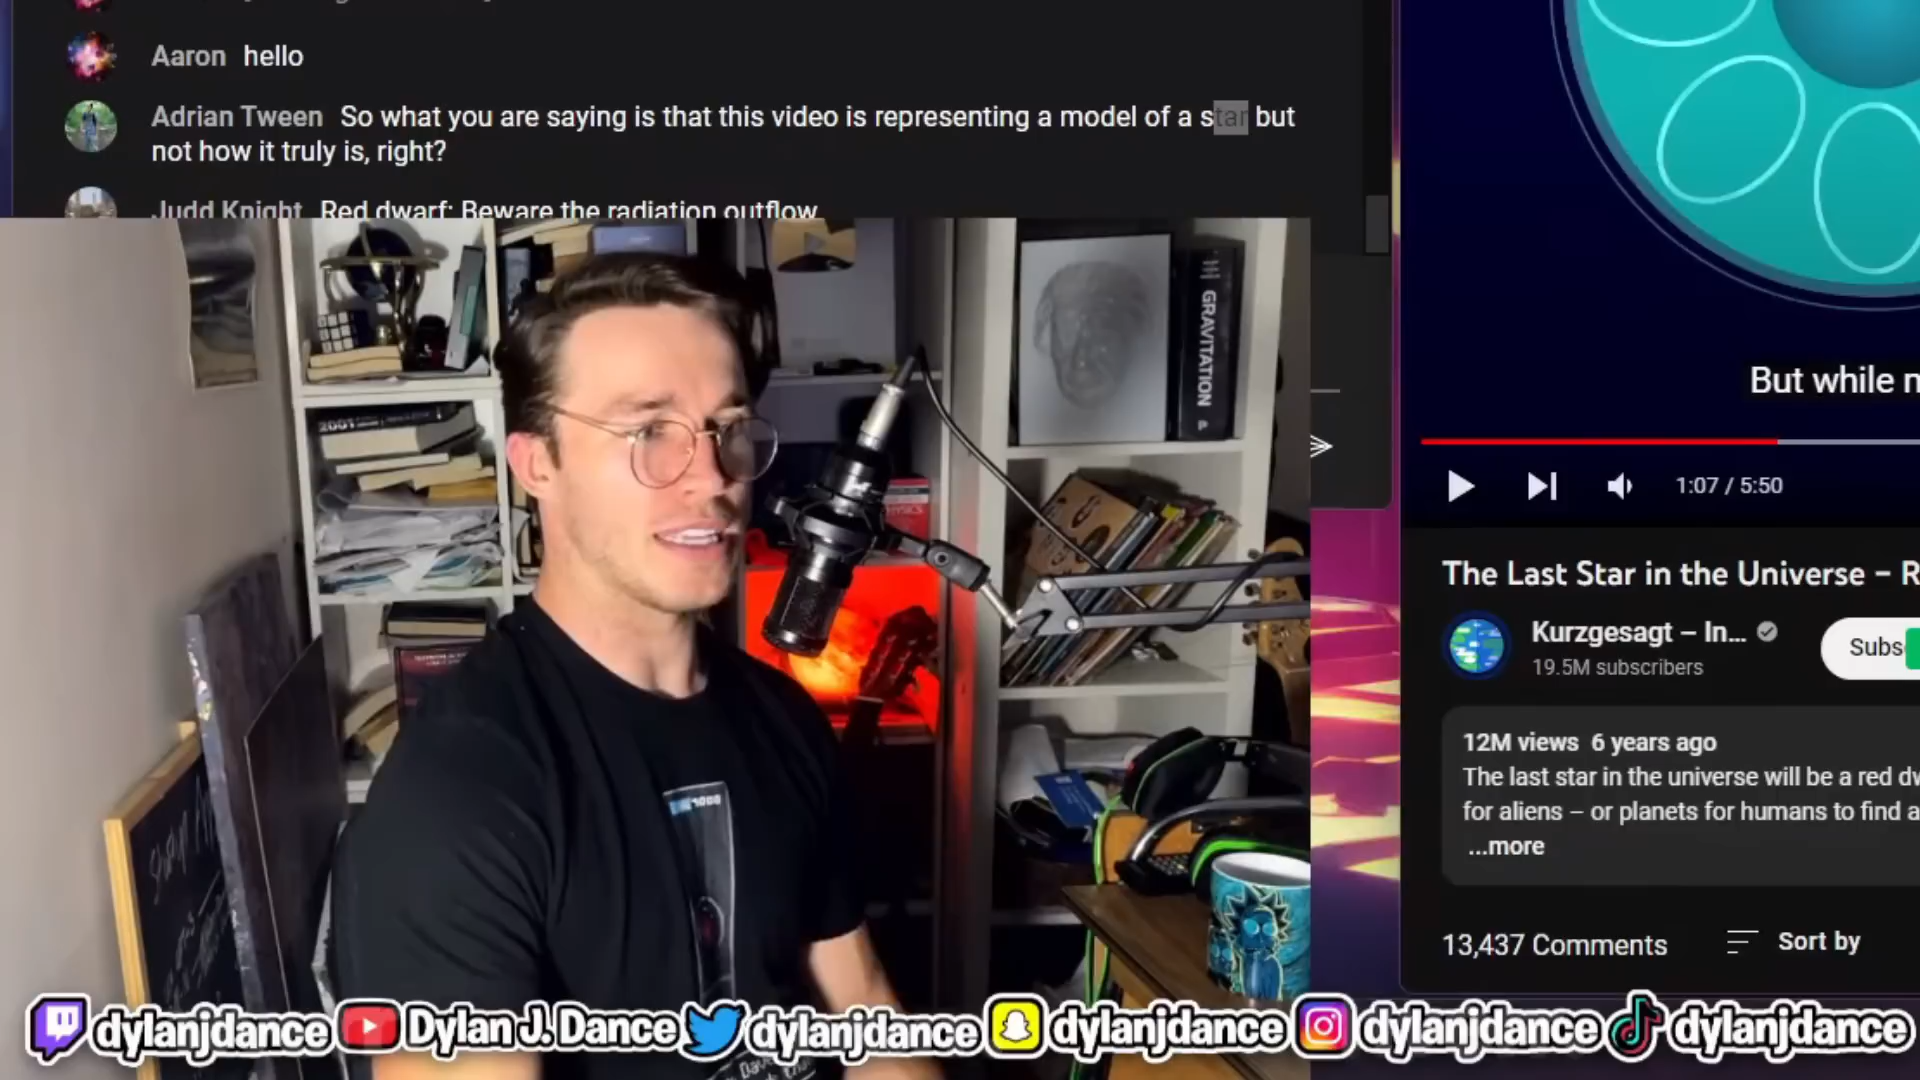 Aaron hello
Adrian Tween So what you are saying is that this video is representing a model of a star but
not how it truly is, right?
Judd Knight Red dwarf: Beware the radiation outflow
GRAVITATION
2001
PHYSICS
But while
1:07 / 5:50
The Last Star in the Universe – R
Kurzgesagt – In...
19.5M subscribers
Subs
12M views 6 years ago
The last star in the universe will be a red dw
for aliens – or planets for humans to find a
...more
13,437 Comments
Sort by
9000
dylanjdance Dylan J. Dance dylanjdance dylanjdance dylanjdance dylanjdance